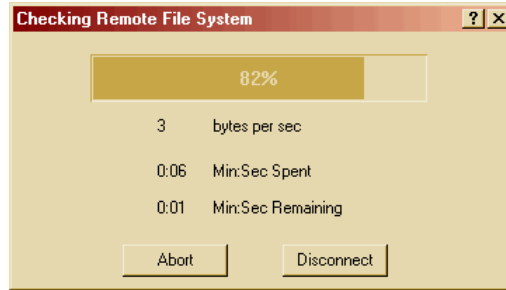 Checking Remote File System
82%
3 bytes per sec
0:06 Min:Sec Spent
0:01 Min:Sec Remaining
Abort Disconnect